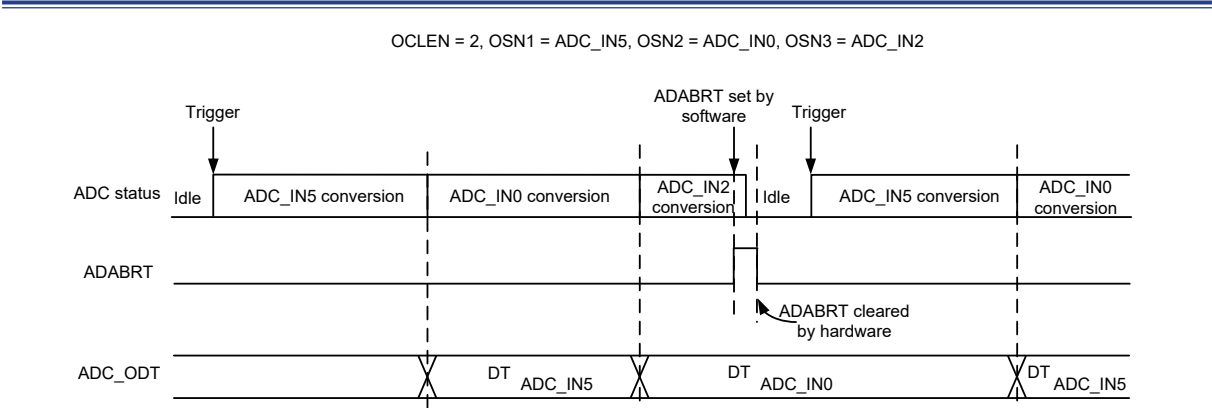 OCLEN = 2, OSN1 = ADC_IN5, OSN2 = ADC_IN0, OSN3 = ADC_IN2
Trigger
ADABRT set by
software
Trigger
ADC status
Idle
ADC_IN5 conversion
ADC_IN0 conversion
ADC_IN2
conversion
Idle
ADC_IN5 conversion
ADC_IN0
conversion
ADABRT
ADABRT cleared
by hardware
ADC_ODT
DT ADC_IN5
DT ADC_IN0
DT ADC_IN5